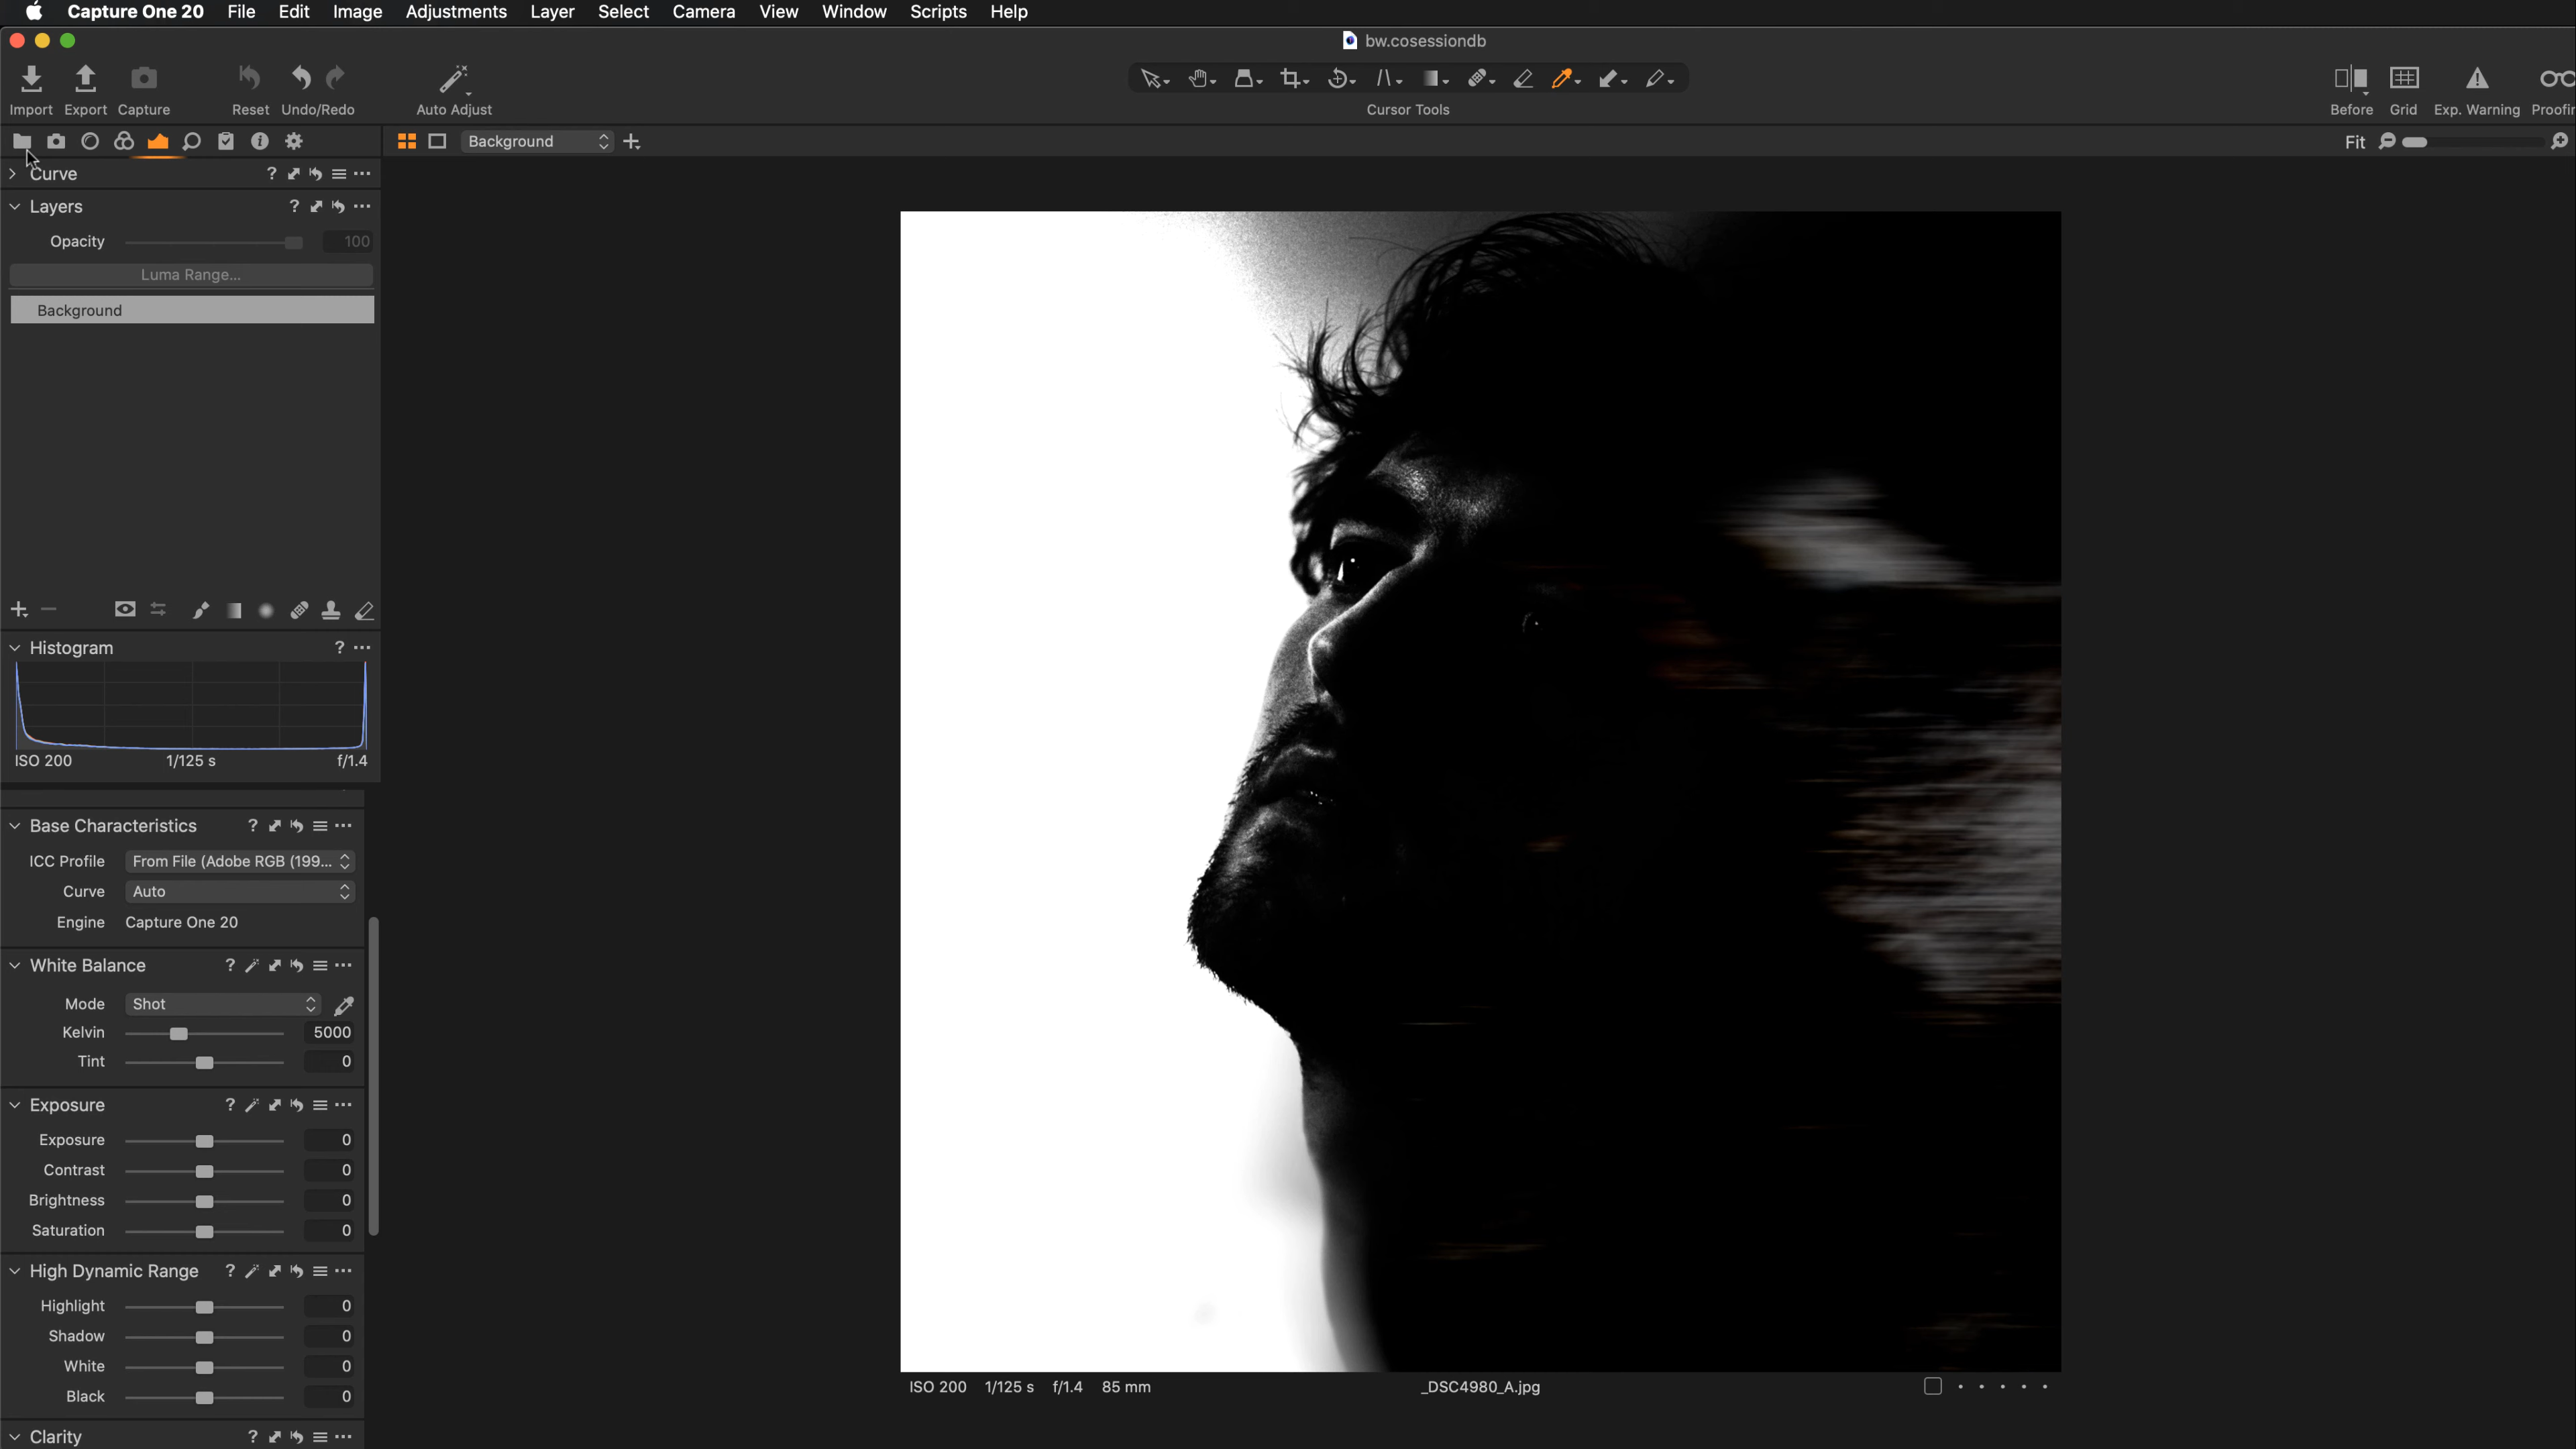 Capture One 20 File Edit Image Adjustments Layer Select Camera View Window Scripts Help
bw.cosessiondb
Import Export Capture Reset Undo/Redo Auto Adjust Cursor Tools Before Grid Exp. Warning Proofin
Background Fit
Curve ?
Layers ?
Opacity 100
Luma Range...
Background
Histogram ?
ISO 200 1/125 s f/1.4
Base Characteristics ?
ICC Profile From File (Adobe RGB (199...
Curve Auto
Engine Capture One 20
White Balance ?
Mode Shot
Kelvin 5000
Tint 0
Exposure ?
Exposure 0
Contrast 0
Brightness 0
Saturation 0
High Dynamic Range ?
Highlight 0
Shadow 0
White 0
Black 0
ISO 200 1/125 s f/1.4 85 mm _DSC4980_A.jpg
Clarity ?